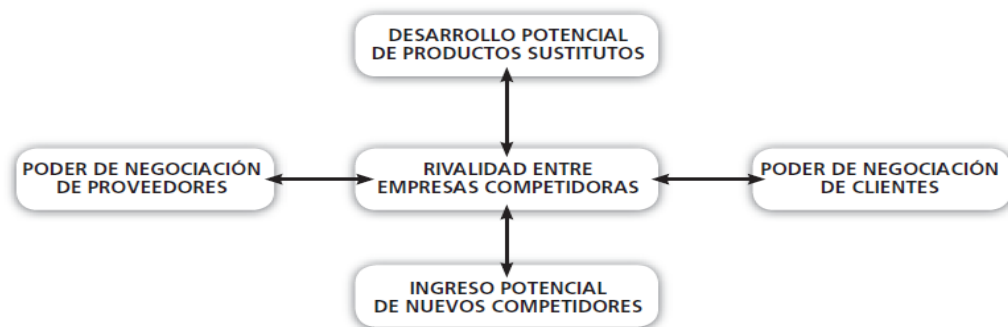 DESARROLLO POTENCIAL
DE PRODUCTOS SUSTITUTOS
PODER DE NEGOCIACIÓN
DE PROVEEDORES
RIVALIDAD ENTRE
EMPRESAS COMPETIDORAS
PODER DE NEGOCIACIÓN
DE CLIENTES
INGRESO POTENCIAL
DE NUEVOS COMPETIDORES